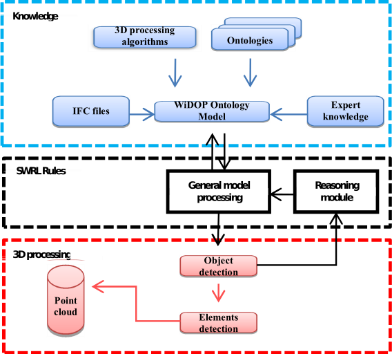 Knowledge
3D processing
algorithms
Ontologies
IFC files
WiDOP Ontology
Model
Expert
knowledge
SWRL Rules
General model
processing
Reasoning
module
3D processing
Object
detection
Point
cloud
Elements
detection